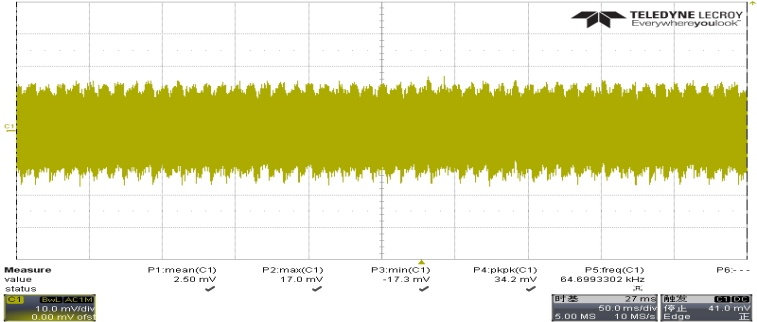 TELEDYNE LECROY
Everywhereyoulook™
C1
Measure P1:mean(C1) P2:max(C1) P3:min(C1) P4:pkpk(C1) P5:freq(C1) P6:---
value 2.50 mV 17.0 mV -17.3 mV 34.2 mV 64.6993302 kHz
status
C1 BwL AC1M
10.0 mV/div
0.00 mV ofst
时基 27 ms
50.0 ms/div
5.00 MS 10 MS/s
触发 C1 DC
停止 41.0 mV
Edge 正